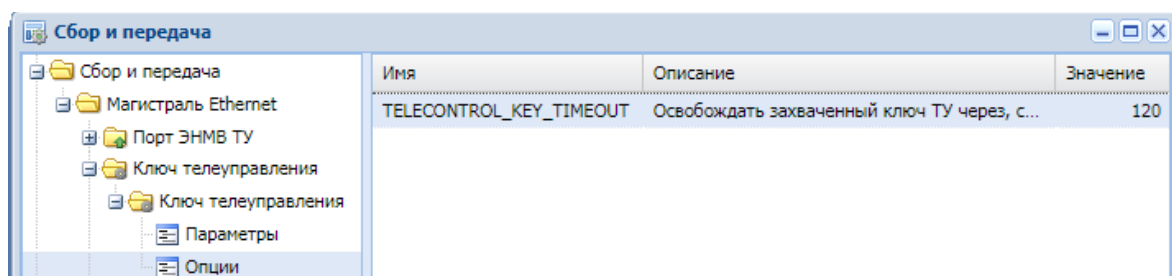 Сбор и передача
Сбор и передача
Магистраль Ethernet
Порт ЭНМВ ТУ
Ключ телеуправления
Ключ телеуправления
Параметры
Опции
Имя Описание Значение
TELECONTROL_KEY_TIMEOUT Освобождать захваченный ключ ТУ через, с... 120